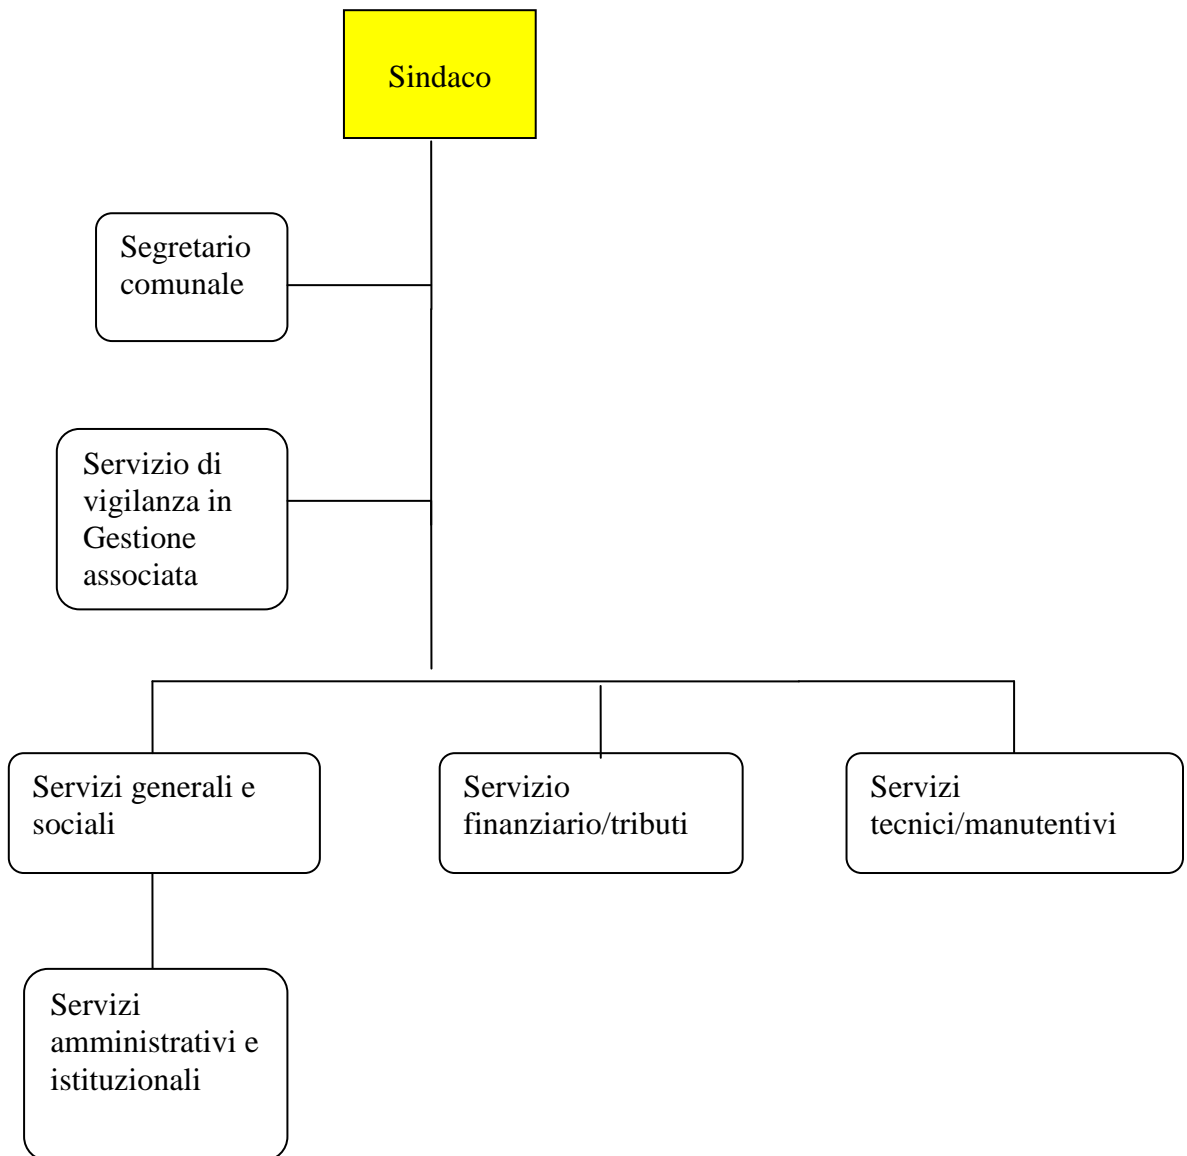 Sindaco
Segretario
comunale
Servizio di
vigilanza in
Gestione
associata
Servizi generali e
sociali
Servizio
finanziario/tributi
Servizi
tecnici/manutentivi
Servizi
amministrativi e
istituzionali